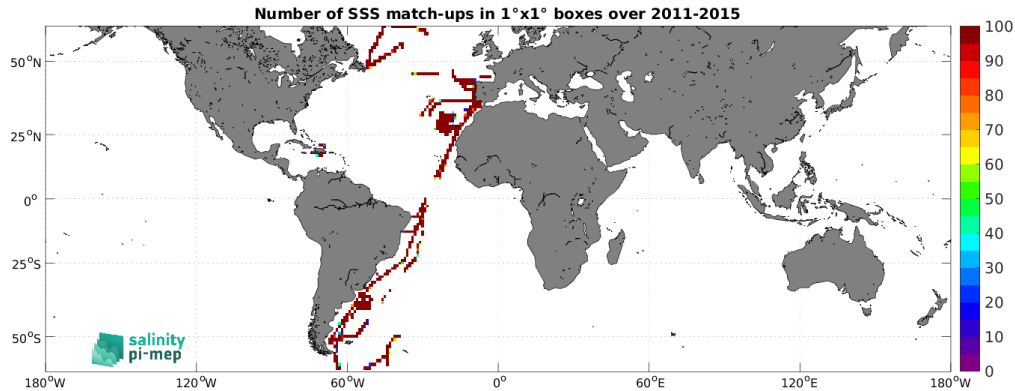 Number of SSS match-ups in 1°x1° boxes over 2011-2015
50°N
25°N
0°
25°S
50°S
180°W
120°W
60°W
0°
60°E
120°E
180°W
100
90
80
70
60
50
40
30
20
10
0
salinity
pi-mep